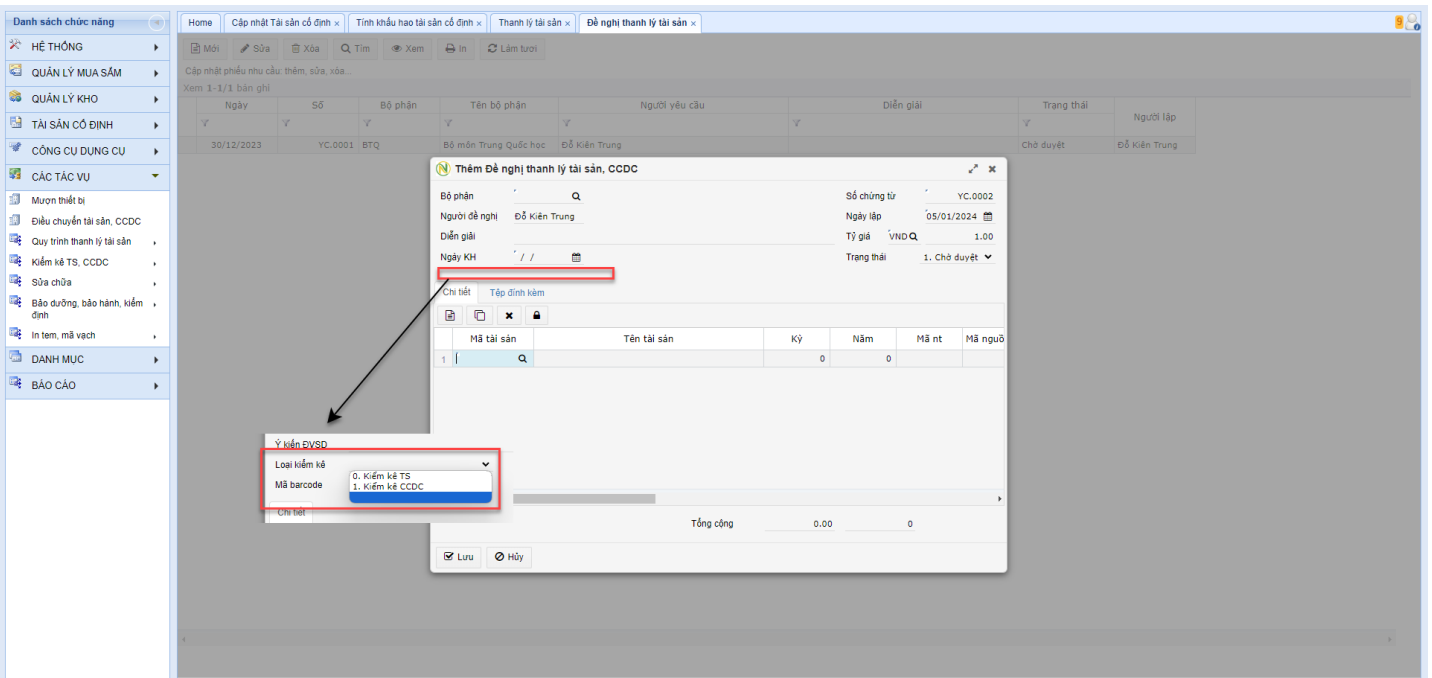 Danh sách chức năng
HỆ THỐNG
QUẢN LÝ MUA SẮM
QUẢN LÝ KHO
TÀI SẢN CỐ ĐỊNH
CÔNG CỤ DỤNG CỤ
CÁC TÁC VỤ
Mượn thiết bị
Điều chuyển tài sản, CCDC
Quy trình thanh lý tài sản
Kiểm kê TS, CCDC
Sửa chữa
Bảo dưỡng, bảo hành, kiểm
định
In tem, mã vạch
DANH MỤC
BÁO CÁO
Home Cập nhật Tài sản cố định × Tính khấu hao tài sản cố định × Thanh lý tài sản × Đề nghị thanh lý tài sản ×
9
Mới Sửa Xóa Tìm Xem In Làm tươi
Cập nhật phiếu nhu cầu: thêm, sửa, xóa...
Xem 1-1/1 bản ghi
Ngày Số Bộ phận Tên bộ phận Người yêu cầu Diễn giải Trạng thái Người lập
30/12/2023 YC.0001 BTQ Bộ môn Trung Quốc học Đỗ Kiên Trung Chờ duyệt Đỗ Kiên Trung
Thêm Đề nghị thanh lý tài sản, CCDC
Bộ phận Số chứng từ YC.0002
Người đề nghị Đỗ Kiên Trung Ngày lập 05/01/2024
Diễn giải Tỷ giá VND 1.00
Ngày KH / / Trạng thái 1. Chờ duyệt
Chi tiết Tệp đính kèm
Mã tài sản Tên tài sản Kỳ Năm Mã nt Mã nguồ
1 0 0
Ý kiến ĐVSD
Loại kiểm kê
0. Kiểm kê TS
Mã barcode 1. Kiểm kê CCDC
Chi tiết
Tổng cộng 0.00 0
Lưu Hủy